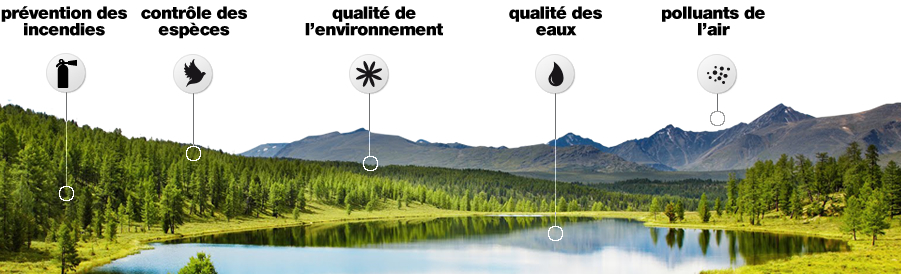 prévention des
incendies
contrôle des
espèces
qualité de
l'environnement
qualité des
eaux
polluants de
l'air